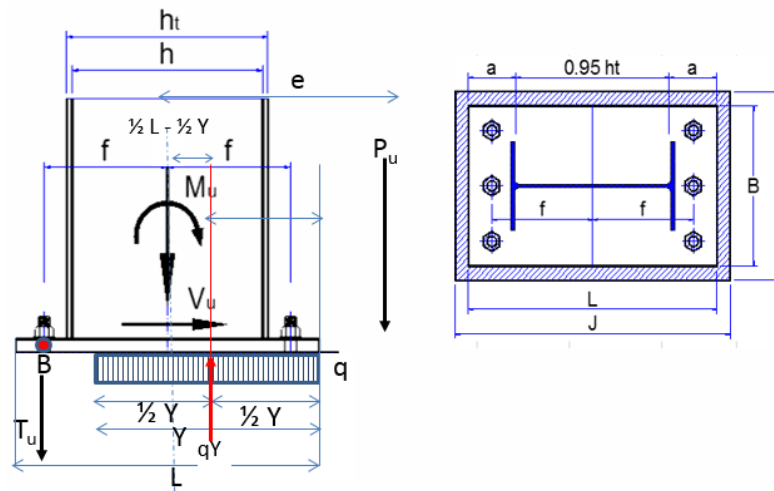 hₜ
h
e
½ L - ½ Y
f f
Pᵤ
Mᵤ
Vᵤ
B
q
½ Y ½ Y
Tᵤ
Y
qY
L
a 0.95 ht a
B
f f
L
J